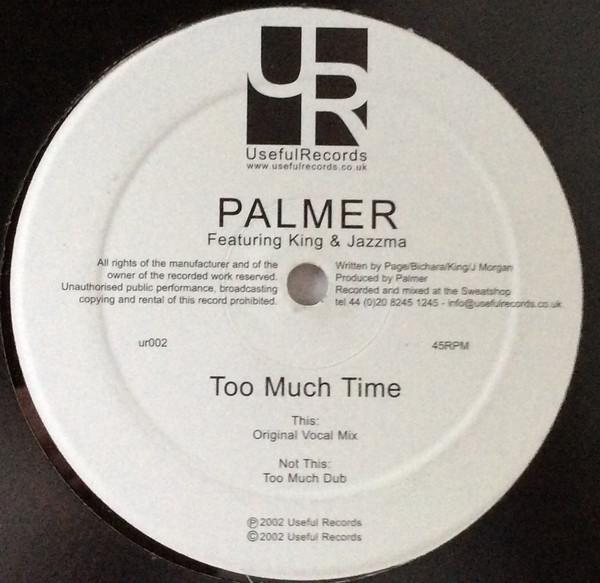 UR
UsefulRecords
www.usefulrecords.co.uk
PALMER
Featuring King & Jazzma
All rights of the manufacturer and of the
owner of the recorded work reserved.
Unauthorised public performance, broadcasting
copying and rental of this record prohibited.
Written by Page/Bichara/King/J Morgan
Produced by Palmer
Recorded and mixed at the Sweatshop
tel 44 (0)20 8245 1245 - info@usefulrecords.co.uk
ur002
45RPM
Too Much Time
This:
Original Vocal Mix
Not This:
Too Much Dub
℗2002 Useful Records
©2002 Useful Records